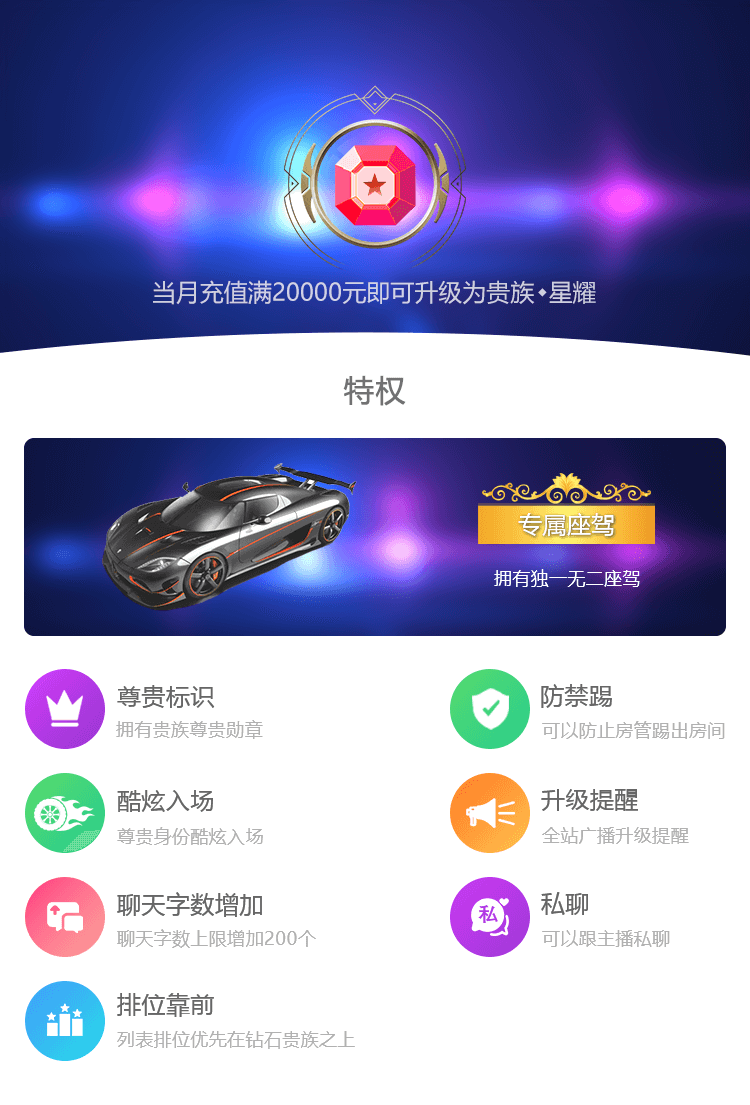 当月充值满20000元即可升级为贵族◆星耀
特权
专属座驾
拥有独一无二座驾
尊贵标识
拥有贵族尊贵勋章
防禁踢
可以防止房管踢出房间
酷炫入场
尊贵身份酷炫入场
升级提醒
全站广播升级提醒
聊天字数增加
聊天字数上限增加200个
私
私聊
可以跟主播私聊
排位靠前
列表排位优先在钻石贵族之上